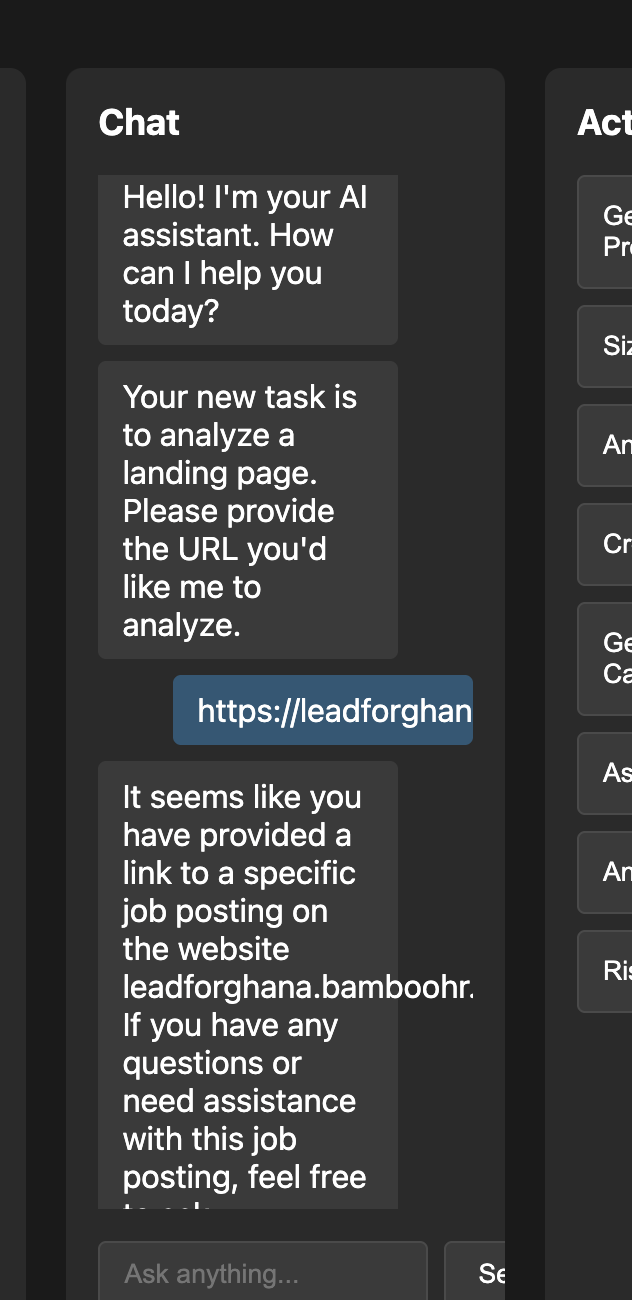 Chat
Hello! I'm your AI
assistant. How
can I help you
today?
Your new task is
to analyze a
landing page.
Please provide
the URL you'd
like me to
analyze.
https://leadforghan
It seems like you
have provided a
link to a specific
job posting on
the website
leadforghana.bamboohr.
If you have any
questions or
need assistance
with this job
posting, feel free
Ask anything...
Se
Act
Ge
Pro
Siz
An
Cr
Ge
Ca
As
An
Ris